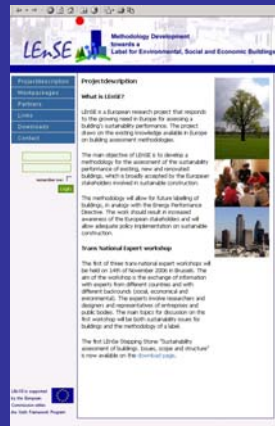 LEnSE
Methodology Development
towards a
Label for Environmental, Social and Economic Buildings
Projectdescription
Workpackages
Partners
Links
Downloads
Contact
remember me:
Login
LEnSE is supported
by the European
Commission within
the Sixth Framework Program
Projectdescription
What is LEnSE?
LEnSE is a European research project that responds
to the growing need in Europe for assessing a
building's sustainability performance. The project
draws on the existing knowledge available in Europe
on building assessment methodologies.
The main objective of LEnSE is to develop a
methodology for the assessment of the sustainability
performance of existing, new and renovated
buildings, which is broadly accepted by the European
stakeholders involved in sustainable construction.
The methodology will allow for future labelling of
buildings, in analogy with the Energy Performance
Directive. The work should result in increased
awareness of the European stakeholders and will
allow adequate policy implementation on sustainable
construction.
Trans National Expert workshop
The first of three trans-national expert workshops will
be held on 14th of November 2006 in Brussels. The
aim of the workshop is the exchange of information
with experts from different countries and with
different backrounds (social, economical and
environmental). The experts involve researchers and
designers and representatives of entreprises and
public bodies. The main topics for discussion on the
first workshop will be both sustainability issues for
buildings and the methodology of a label.
The first LEnSe Stepping Stone "Sustainability
assessment of buildings: Issues, scope and structure"
is now available on the download page.